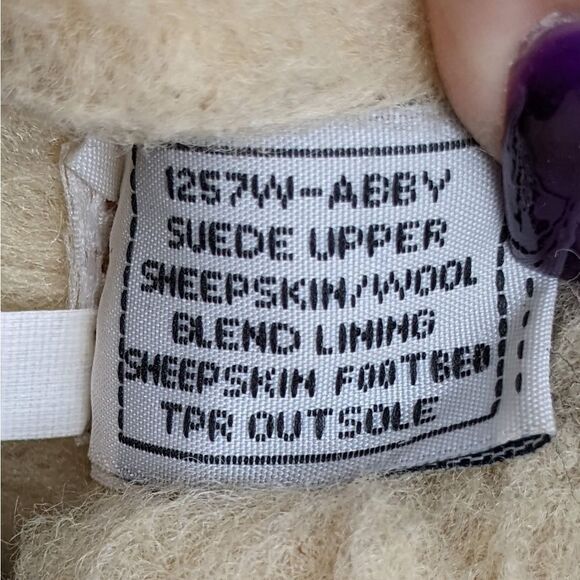 1257W-ABBY
SUEDE UPPER
SHEEPSKIN/WOOL
BLEND LINING
SHEEPSKIN FOOTBED
TPR OUTSOLE